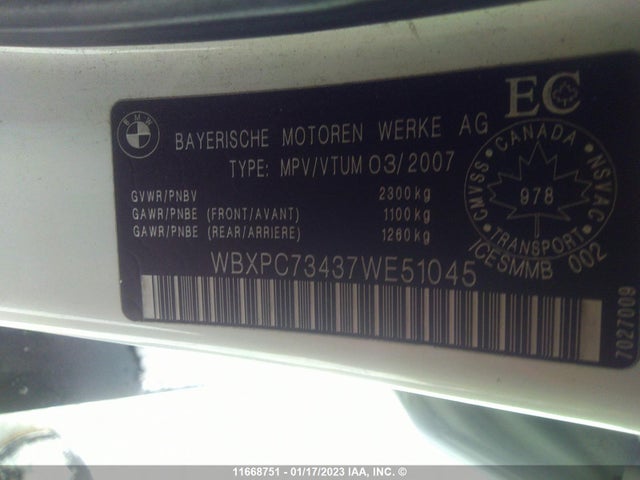 EC
BMW
BAYERISCHE MOTOREN WERKE AG
TYPE: MPV/VTUM 03/2007
GVWR/PNBV 2300kg
GAWR/PNBE (FRONT/AVANT) 1100kg
GAWR/PNBE (REAR/ARRIERE) 1260kg
CMVSS • CANADA • NSVAC
978
TRANSPORT
ICESMMB 002
WBXPC73437WE51045
7027009
11668751 - 01/17/2023 IAA, INC. ©